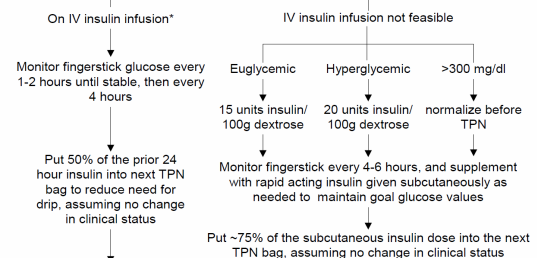 On IV insulin infusion*
Monitor fingerstick glucose every
1-2 hours until stable, then every
4 hours
Put 50% of the prior 24
hour insulin into next TPN
bag to reduce need for
drip, assuming no change
in clinical status
IV insulin infusion not feasible
Euglycemic
Hyperglycemic
>300 mg/dl
15 units insulin/
100g dextrose
20 units insulin/
100g dextrose
normalize before
TPN
Monitor fingerstick every 4-6 hours, and supplement
with rapid acting insulin given subcutaneously as
needed to maintain goal glucose values
Put ~75% of the subcutaneous insulin dose into the next
TPN bag, assuming no change in clinical status